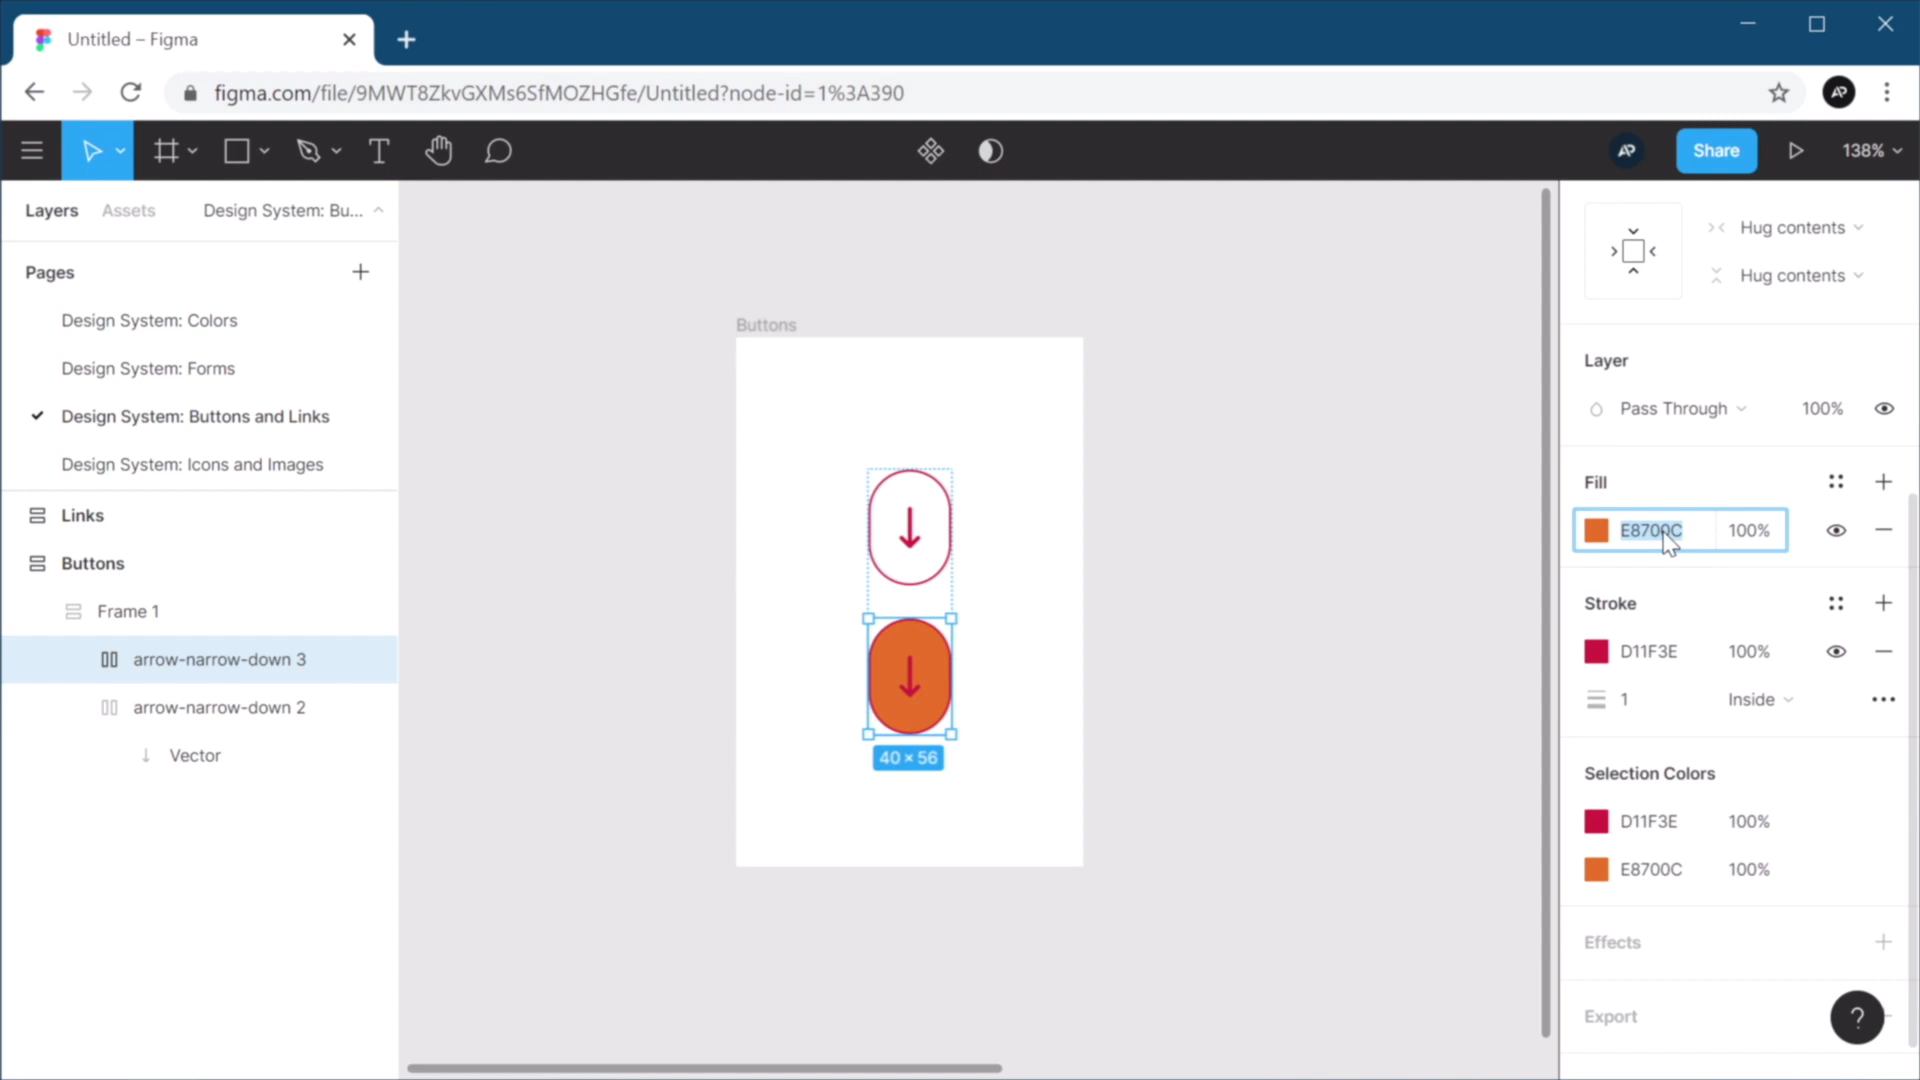 Untitled – Figma
figma.com/file/9MWT8ZkvGXMs6SfMOZHGfe/Untitled?node-id=1%3A390
AP
T
AP
Share
138%
Layers
Assets
Design System: Bu...
Pages
Design System: Colors
Design System: Forms
Design System: Buttons and Links
Design System: Icons and Images
Links
Buttons
Frame 1
arrow-narrow-down 3
arrow-narrow-down 2
Vector
Buttons
40 × 56
Hug contents
Hug contents
Layer
Pass Through
100%
Fill
E8700C
100%
Stroke
D11F3E
100%
1
Inside
Selection Colors
D11F3E
100%
E8700C
100%
Effects
Export
?